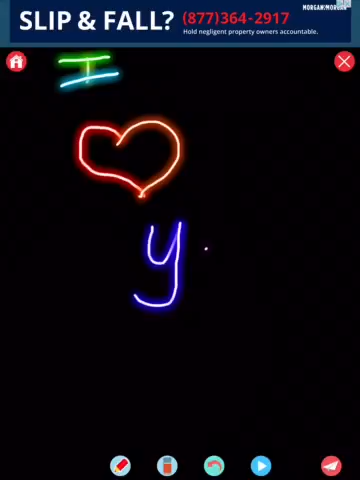 SLIP & FALL? (877)364-2917
Hold negligent property owners accountable.
MORGAN&MORGAN
I
y